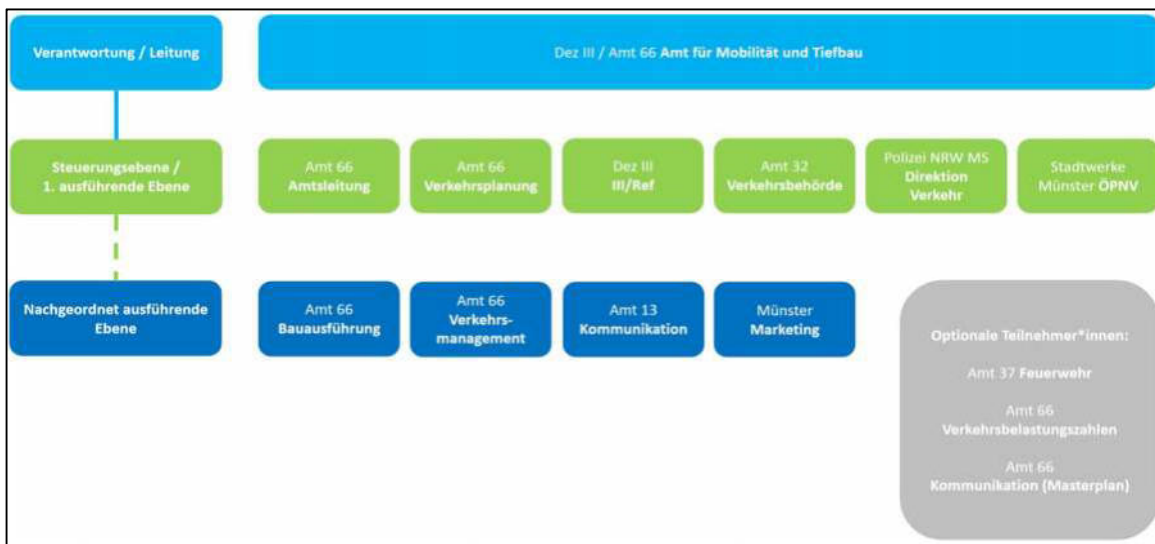 Verantwortung / Leitung
Dez III / Amt 66 Amt für Mobilität und Tiefbau
Steuerungsebene /
1. ausführende Ebene
Amt 66
Amtsleitung
Amt 66
Verkehrsplanung
Dez III
III/Ref
Amt 32
Verkehrsbehörde
Polizei NRW MS
Direktion
Verkehr
Stadtwerke
Münster ÖPNV
Nachgeordnet ausführende
Ebene
Amt 66
Bauausführung
Amt 66
Verkehrs-
management
Amt 13
Kommunikation
Münster
Marketing
Optionale Teilnehmer*innen:
Amt 37 Feuerwehr
Amt 66
Verkehrsbelastungszahlen
Amt 66
Kommunikation (Masterplan)